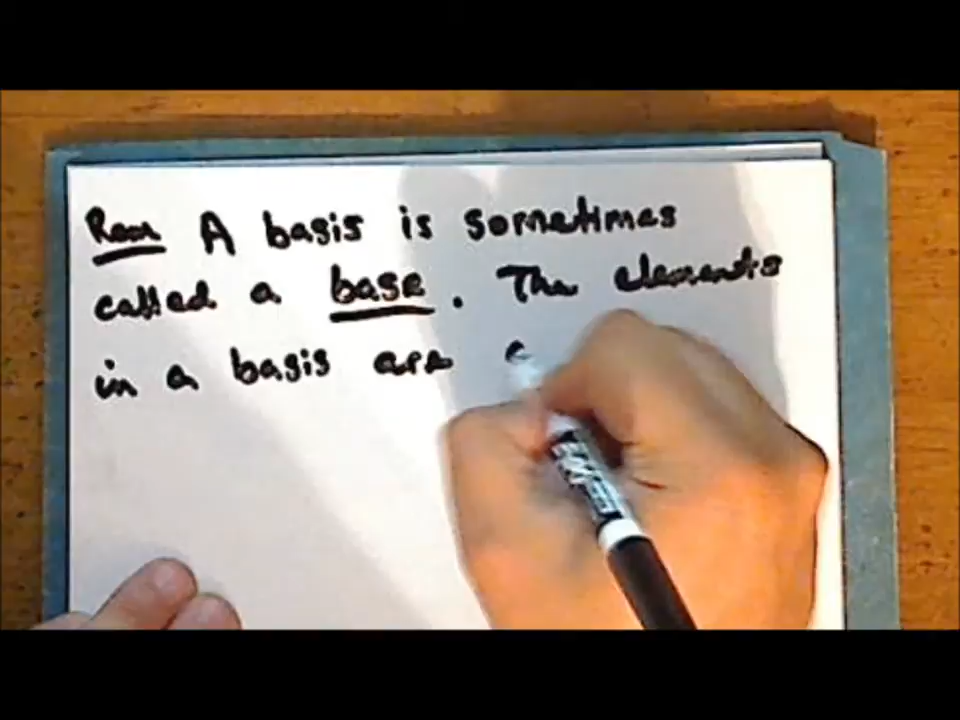 Rem A basis is sometimes
called a base. The elements
in a basis are